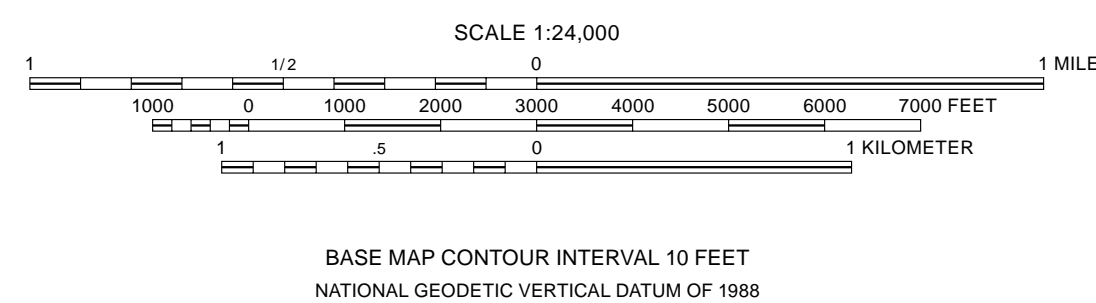 SCALE 1:24,000
1 1/2 0 1 MILE
1000 0 1000 2000 3000 4000 5000 6000 7000 FEET
1 .5 0 1 KILOMETER
BASE MAP CONTOUR INTERVAL 10 FEET
NATIONAL GEODETIC VERTICAL DATUM OF 1988